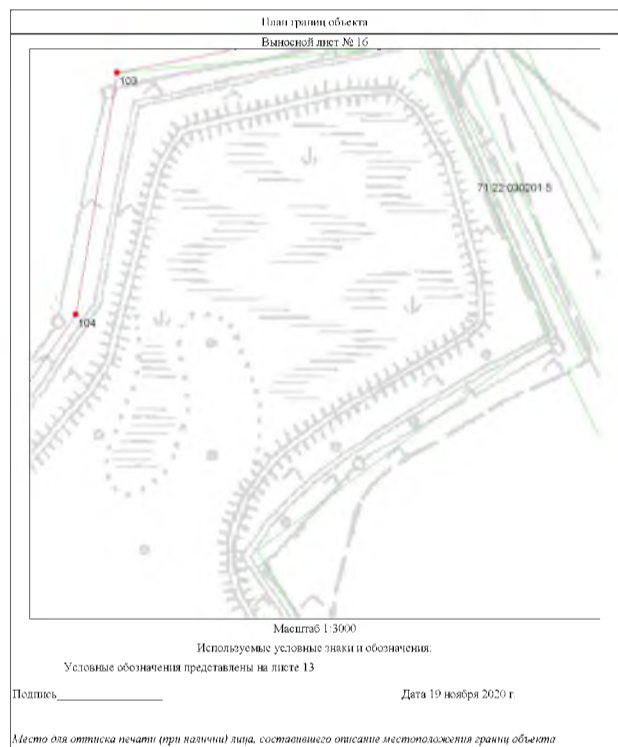 План границ объекта
Выносной лист № 16
103
71:22:030201:5
104
Масштаб 1:3000
Используемые условные знаки и обозначения:
Условные обозначения представлены на листе 13
Подпись____________________ Дата 19 ноября 2020 г.
Место для оттиска печати (при наличии) лица, составившего описание местоположения границ объекта